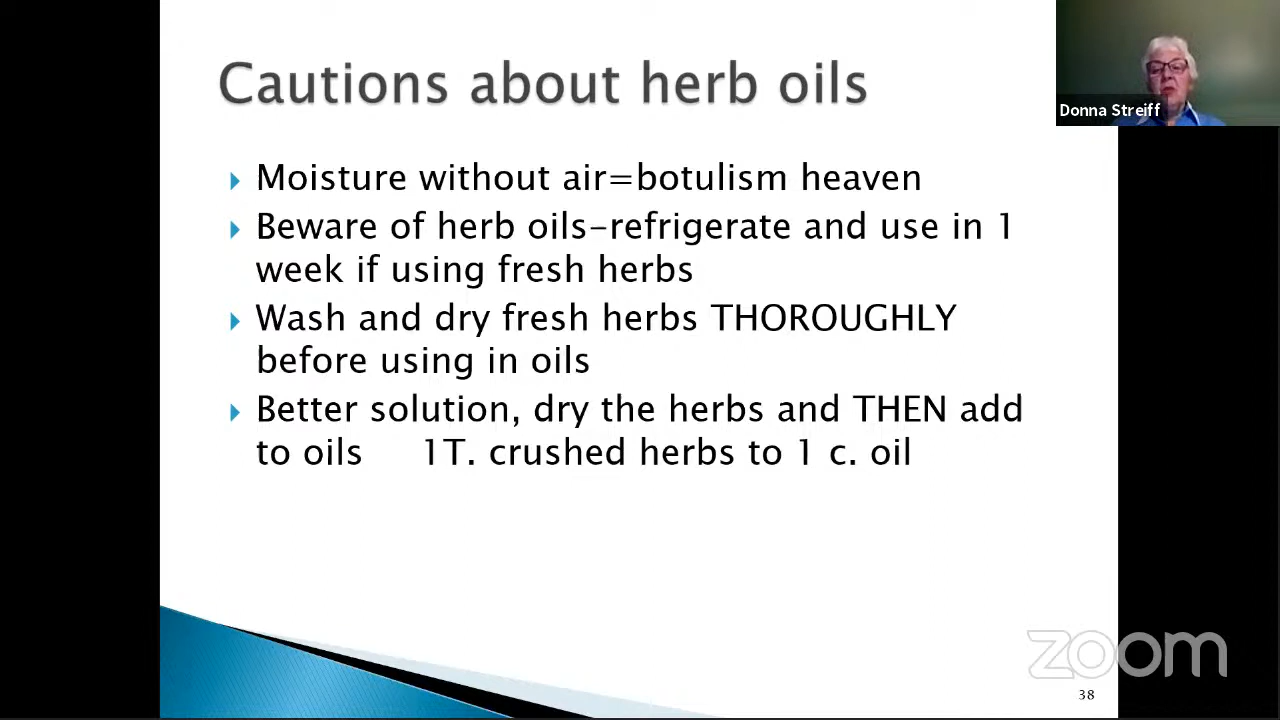 Cautions about herb oils
Donna Streiff
Moisture without air=botulism heaven
Beware of herb oils-refrigerate and use in 1
week if using fresh herbs
Wash and dry fresh herbs THOROUGHLY
before using in oils
Better solution, dry the herbs and THEN add
to oils 1T. crushed herbs to 1 c. oil
zoom
38